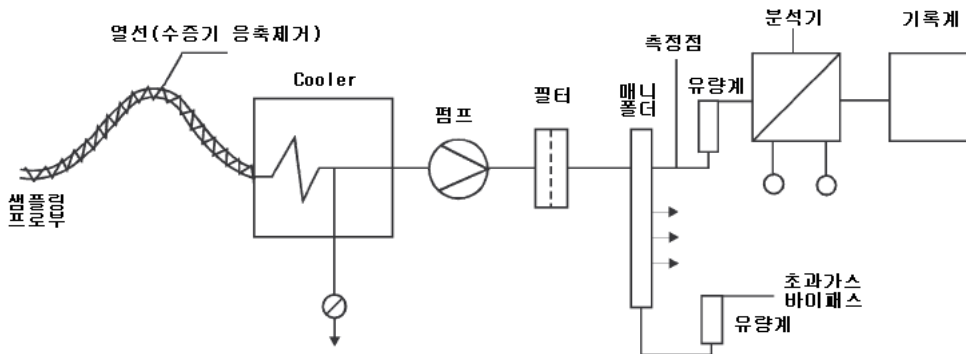 열선(수증기 응축제거)
Cooler
펌프
필터
매니
폴더
측정점
유량계
분석기
기록계
샘플링
프로부
초과가스
바이패스
유량계